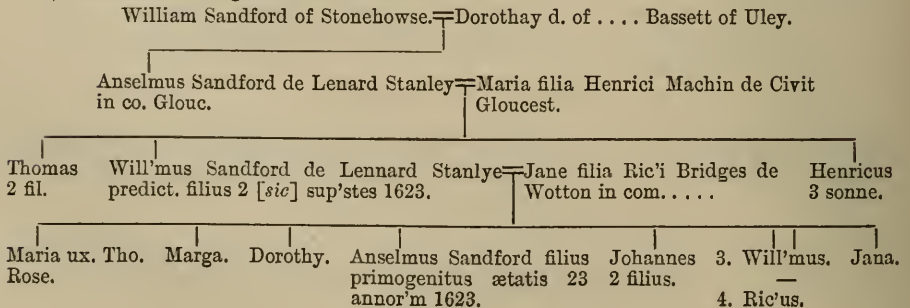 William Sandford of Stonehowse.=Dorothay d. of .... Bassett of Uley.
Anselmus Sandford de Lenard Stanley=Maria filia Henrici Machin de Civit
in co. Glouc. Gloucest.
Thomas Will'mus Sandford de Lennard Stanlye=Jane filia Ric'i Bridges de Henricus
2 fil. predict. filius 2 [sic] sup'stes 1623. Wotton in com..... 3 sonne.
Maria ux. Tho. Marga. Dorothy. Anselmus Sandford filius Johannes 3. Will'mus. Jana.
Rose. primogenitus ætatis 23 2 filius. —
annor'm 1623. 4. Ric'us.